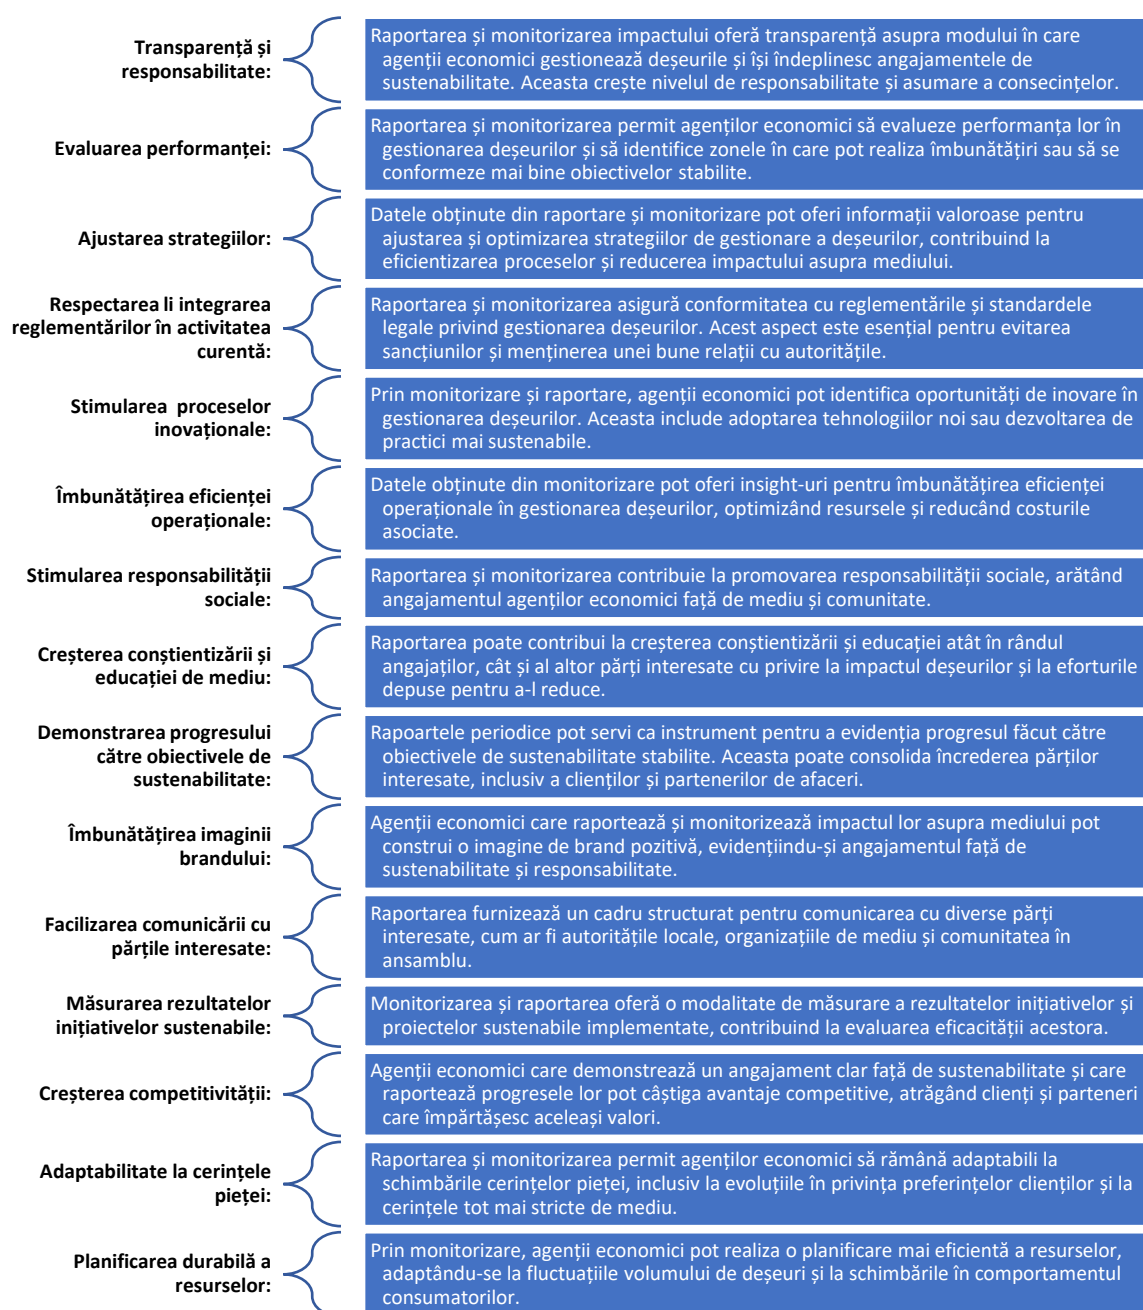 Transparență și
responsabilitate:
Raportarea și monitorizarea impactului oferă transparență asupra modului în care
agenții economici gestionează deșeurile și își îndeplinesc angajamentele de
sustenabilitate. Aceasta crește nivelul de responsabilitate și asumare a consecințelor.
Evaluarea performanței:
Raportarea și monitorizarea permit agenților economici să evalueze performanța lor în
gestionarea deșeurilor și să identifice zonele în care pot realiza îmbunătățiri sau să se
conformeze mai bine obiectivelor stabilite.
Ajustarea strategiilor:
Datele obținute din raportare și monitorizare pot oferi informații valoroase pentru
ajustarea și optimizarea strategiilor de gestionare a deșeurilor, contribuind la
eficientizarea proceselor și reducerea impactului asupra mediului.
Respectarea li integrarea
reglementărilor în activitatea
curentă:
Raportarea și monitorizarea asigură conformitatea cu reglementările și standardele
legale privind gestionarea deșeurilor. Acest aspect este esențial pentru evitarea
sancțiunilor și menținerea unei bune relații cu autoritățile.
Stimularea proceselor
inovaționale:
Prin monitorizare și raportare, agenții economici pot identifica oportunități de inovare în
gestionarea deșeurilor. Aceasta include adoptarea tehnologiilor noi sau dezvoltarea de
practici mai sustenabile.
Îmbunătățirea eficienței
operaționale:
Datele obținute din monitorizare pot oferi insight-uri pentru îmbunătățirea eficienței
operaționale în gestionarea deșeurilor, optimizând resursele și reducând costurile
asociate.
Stimularea responsabilității
sociale:
Raportarea și monitorizarea contribuie la promovarea responsabilității sociale, arătând
angajamentul agenților economici față de mediu și comunitate.
Creșterea conștientizării și
educației de mediu:
Raportarea poate contribui la creșterea conștientizării și educației atât în rândul
angajaților, cât și al altor părți interesate cu privire la impactul deșeurilor și la eforturile
depuse pentru a-l reduce.
Demonstrarea progresului
către obiectivele de
sustenabilitate:
Rapoartele periodice pot servi ca instrument pentru a evidenția progresul făcut către
obiectivele de sustenabilitate stabilite. Aceasta poate consolida încrederea părților
interesate, inclusiv a clienților și partenerilor de afaceri.
Îmbunătățirea imaginii
brandului:
Agenții economici care raportează și monitorizează impactul lor asupra mediului pot
construi o imagine de brand pozitivă, evidențiindu-și angajamentul față de
sustenabilitate și responsabilitate.
Facilizarea comunicării cu
părțile interesate:
Raportarea furnizează un cadru structurat pentru comunicarea cu diverse părți
interesate, cum ar fi autoritățile locale, organizațiile de mediu și comunitatea în
ansamblu.
Măsurarea rezultatelor
inițiativelor sustenabile:
Monitorizarea și raportarea oferă o modalitate de măsurare a rezultatelor inițiativelor și
proiectelor sustenabile implementate, contribuind la evaluarea eficacității acestora.
Creșterea competitivității:
Agenții economici care demonstrează un angajament clar față de sustenabilitate și care
raportează progresele lor pot câștiga avantaje competitive, atrăgând clienți și parteneri
care împărtășesc aceleași valori.
Adaptabilitate la cerințele
pieței:
Raportarea și monitorizarea permit agenților economici să rămână adaptabili la
schimbările cerințelor pieței, inclusiv la evoluțiile în privința preferințelor clienților și la
cerințele tot mai stricte de mediu.
Planificarea durabilă a
resurselor:
Prin monitorizare, agenții economici pot realiza o planificare mai eficientă a resurselor,
adaptându-se la fluctuațiile volumului de deșeuri și la schimbările în comportamentul
consumatorilor.